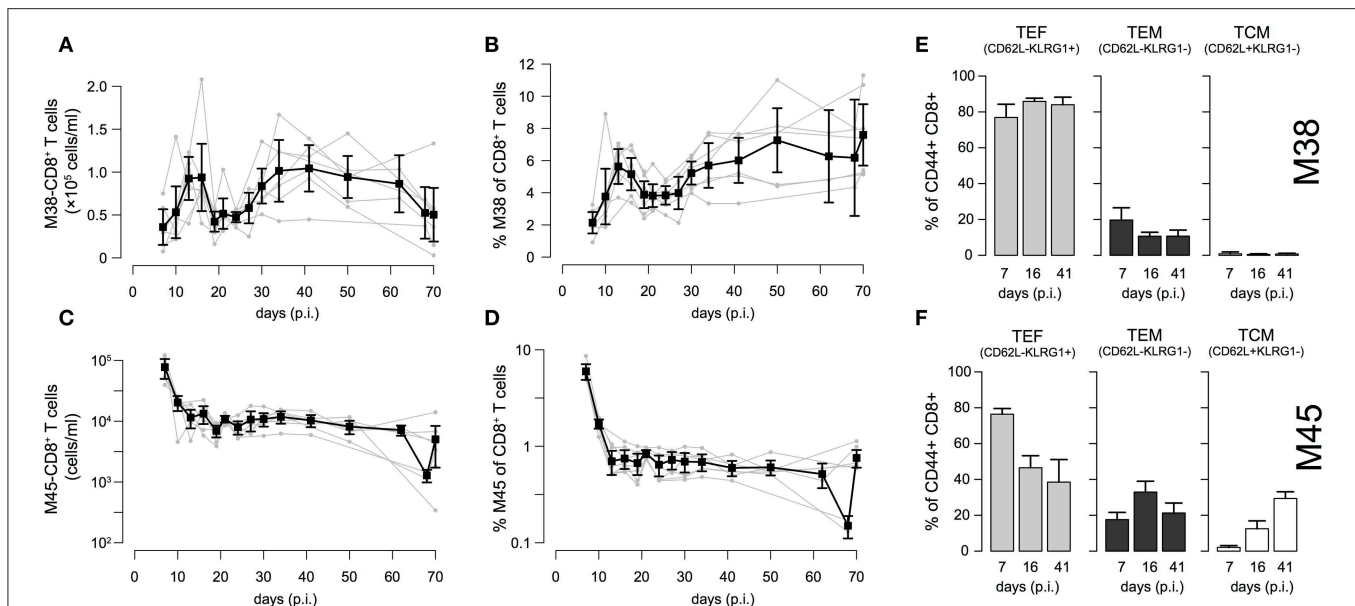 A
M38-CD8⁺ T cells
(×10⁵ cells/ml)
2.0
1.5
1.0
0.5
0
0 10 20 30 40 50 60 70
days (p.i.)
B
% M38 of CD8⁺ T cells
12
10
8
6
4
2
0
0 10 20 30 40 50 60 70
days (p.i.)
E
TEF
(CD62L-KLRG1+)
TEM
(CD62L-KLRG1-)
TCM
(CD62L+KLRG1-)
% of CD44+ CD8+
100
80
60
40
20
0
7 16 41
days (p.i.)
7 16 41
days (p.i.)
7 16 41
days (p.i.)
M38
C
M45-CD8⁺ T cells
(cells/ml)
10⁵
10⁴
10³
10²
0 10 20 30 40 50 60 70
days (p.i.)
D
% M45 of CD8⁺ T cells
10
1
0.1
0 10 20 30 40 50 60 70
days (p.i.)
F
TEF
(CD62L-KLRG1+)
TEM
(CD62L-KLRG1-)
TCM
(CD62L+KLRG1-)
% of CD44+ CD8+
100
80
60
40
20
0
7 16 41
days (p.i.)
7 16 41
days (p.i.)
7 16 41
days (p.i.)
M45